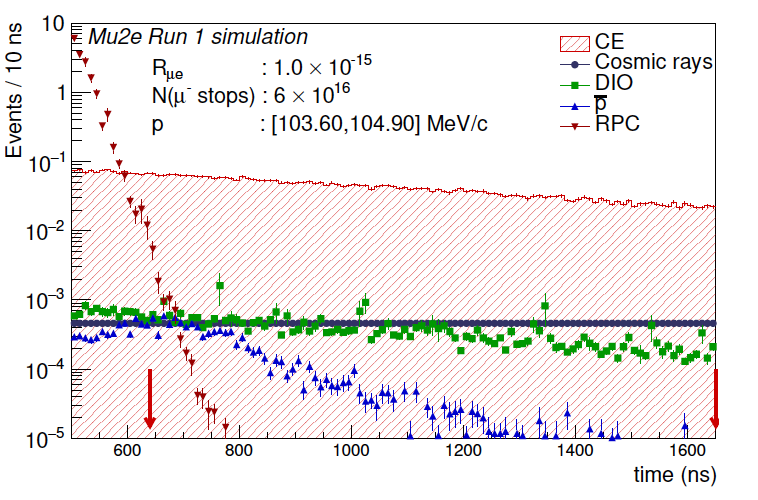 Mu2e Run 1 simulation
R_μe : 1.0 × 10^-15
N(μ^- stops) : 6 × 10^16
p : [103.60,104.90] MeV/c
CE
Cosmic rays
DIO
p̅
RPC
Events / 10 ns
10
1
10^−1
10^−2
10^−3
10^−4
10^−5
600 800 1000 1200 1400 1600
time (ns)